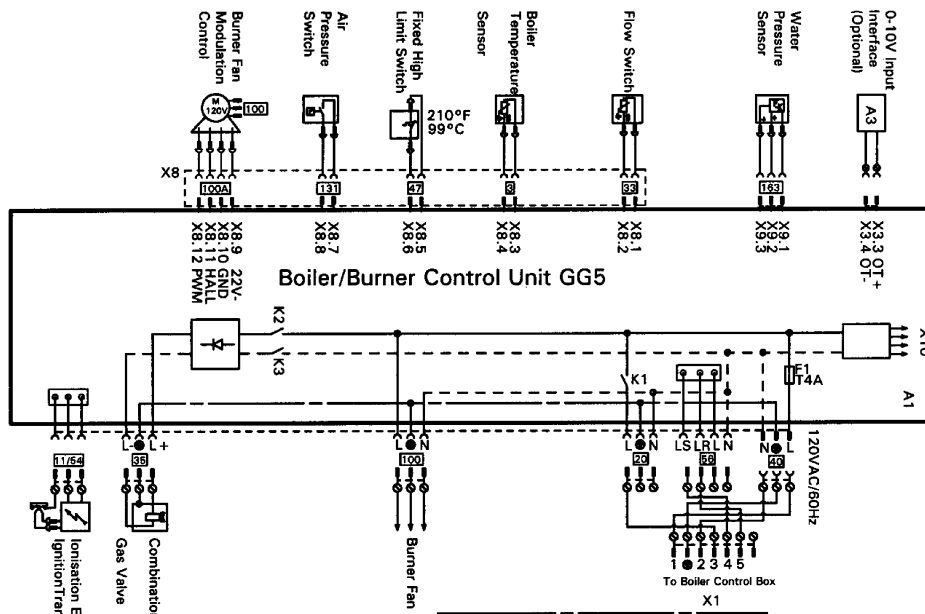 Burner Fan
Modulation
Control
Air
Pressure
Switch
Fixed High
Limit Switch
Boiler
Temperature
Sensor
Flow Switch
Water
Pressure
Sensor
0-10V Input
Interface
(Optional)
M
120V
100
210°F
99°C
A3
X8
100A
131
47
3
33
163
X8.9 22V-
X8.10 GND
X8.11 HALL
X8.12 PWM
X8.7
X8.8
X8.5
X8.6
X8.3
X8.4
X8.1
X8.2
X9.1
X9.2
X9.3
X3.3 OT+
X3.4 OT-
Boiler/Burner Control Unit GG5
K2
K3
K1
F1
T4A
A1
L- L+
L N
L N
LS LR L N
N L
120VAC/60Hz
11/54
35
100
20
56
40
Ionisation
Gas Valve
Burner Fan
1 2 3 4 5
To Boiler Control Box
X1